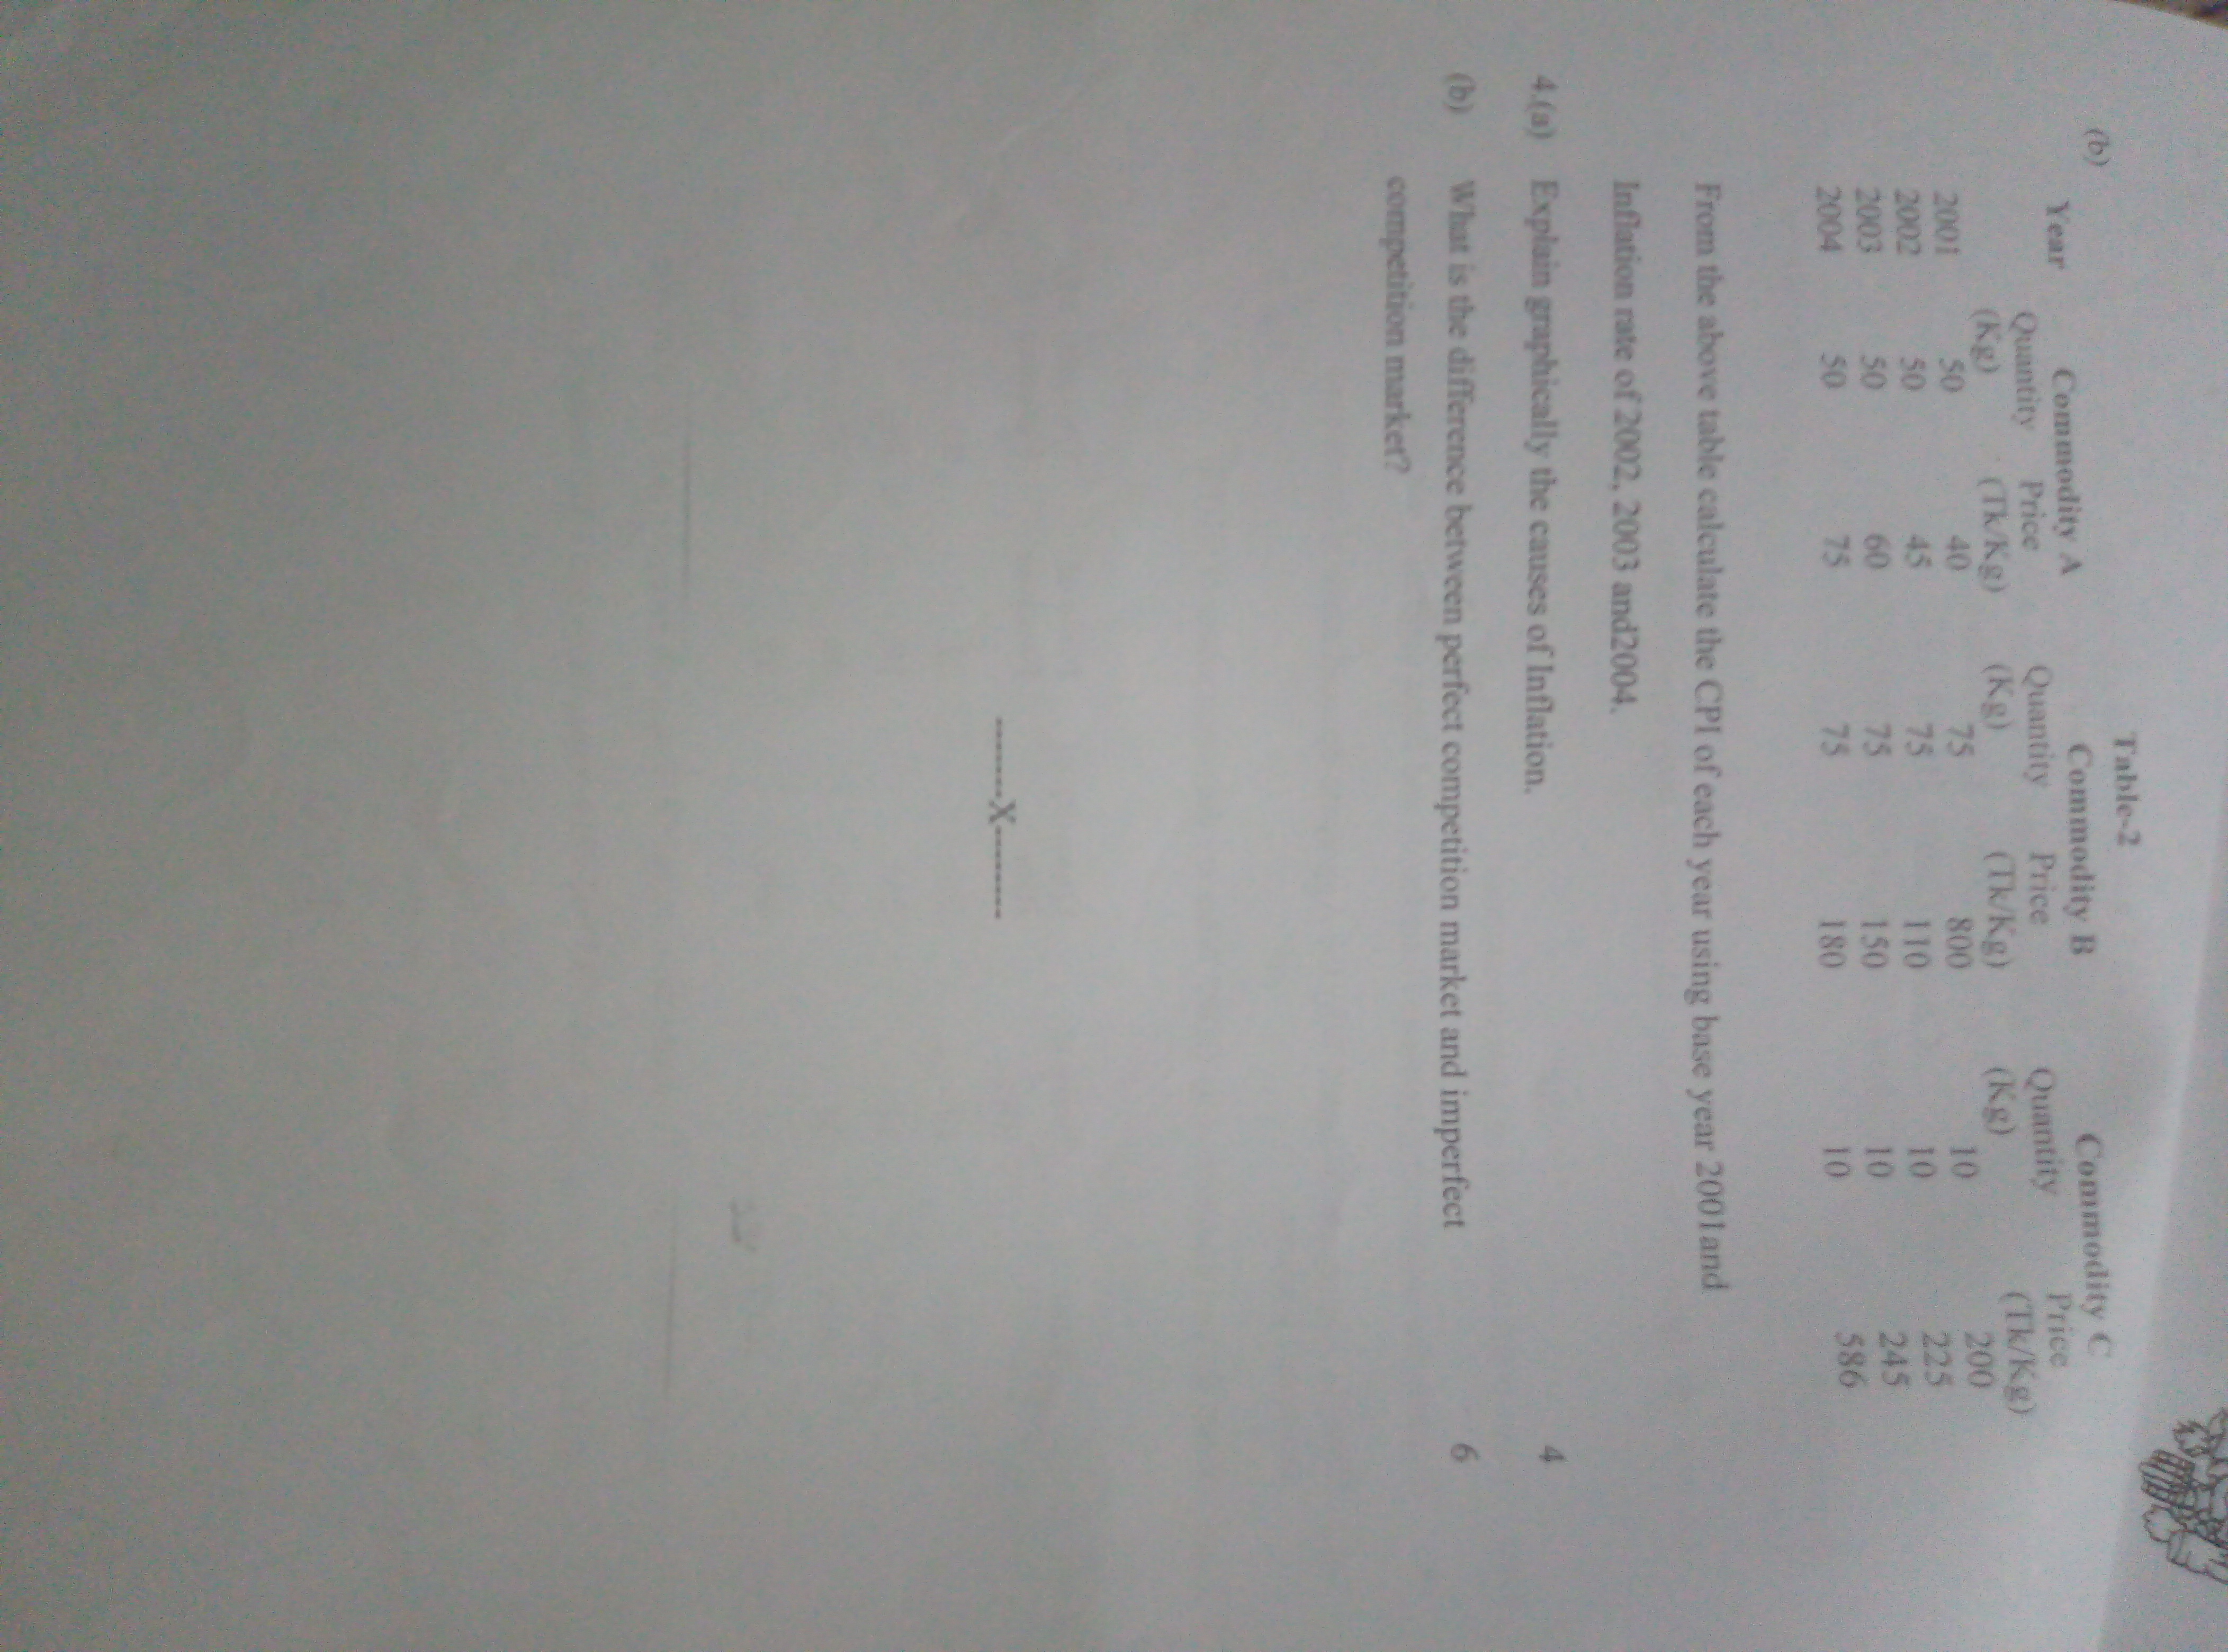 Table-2
(b) Year Commodity A Commodity B Commodity C
Quantity Price Quantity Price Quantity Price
(Kg) (Tk/Kg) (Kg) (Tk/Kg) (Kg) (Tk/Kg)
2001 50 40 75 800 10 200
2002 50 45 75 110 10 225
2003 50 60 75 150 10 245
2004 50 75 75 180 10 586
From the above table calculate the CPI of each year using base year 2001and
Inflation rate of 2002, 2003 and2004.
4.(a) Explain graphically the causes of Inflation. 4
(b) What is the difference between perfect competition market and imperfect 6
competition market?
-------X--------